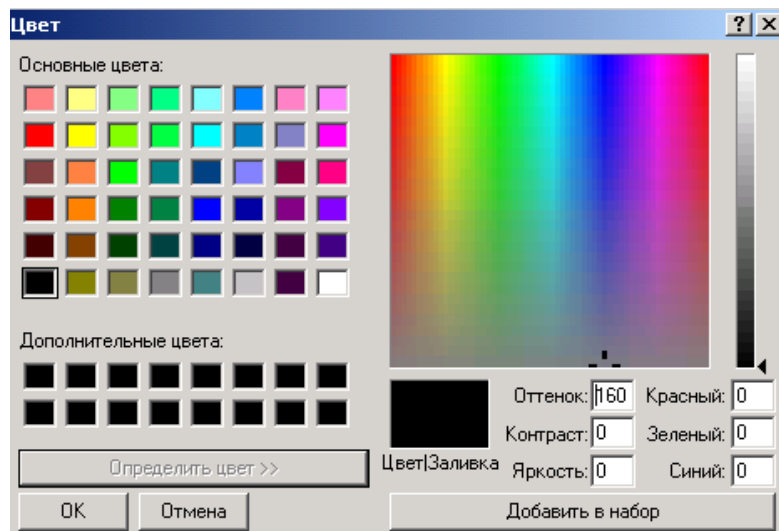 Цвет
Основные цвета:
Дополнительные цвета:
Определить цвет >>
OK
Отмена
Цвет|Заливка
Оттенок: 160
Контраст: 0
Яркость: 0
Красный: 0
Зеленый: 0
Синий: 0
Добавить в набор